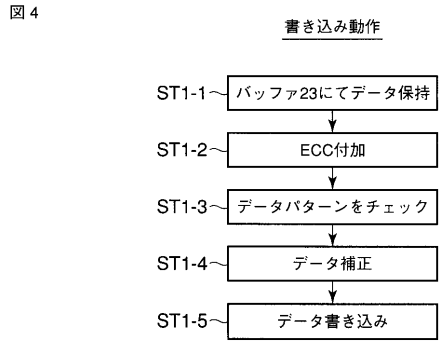 図4
書き込み動作
ST1-1 バッファ23にてデータ保持
ST1-2 ECC付加
ST1-3 データパターンをチェック
ST1-4 データ補正
ST1-5 データ書き込み